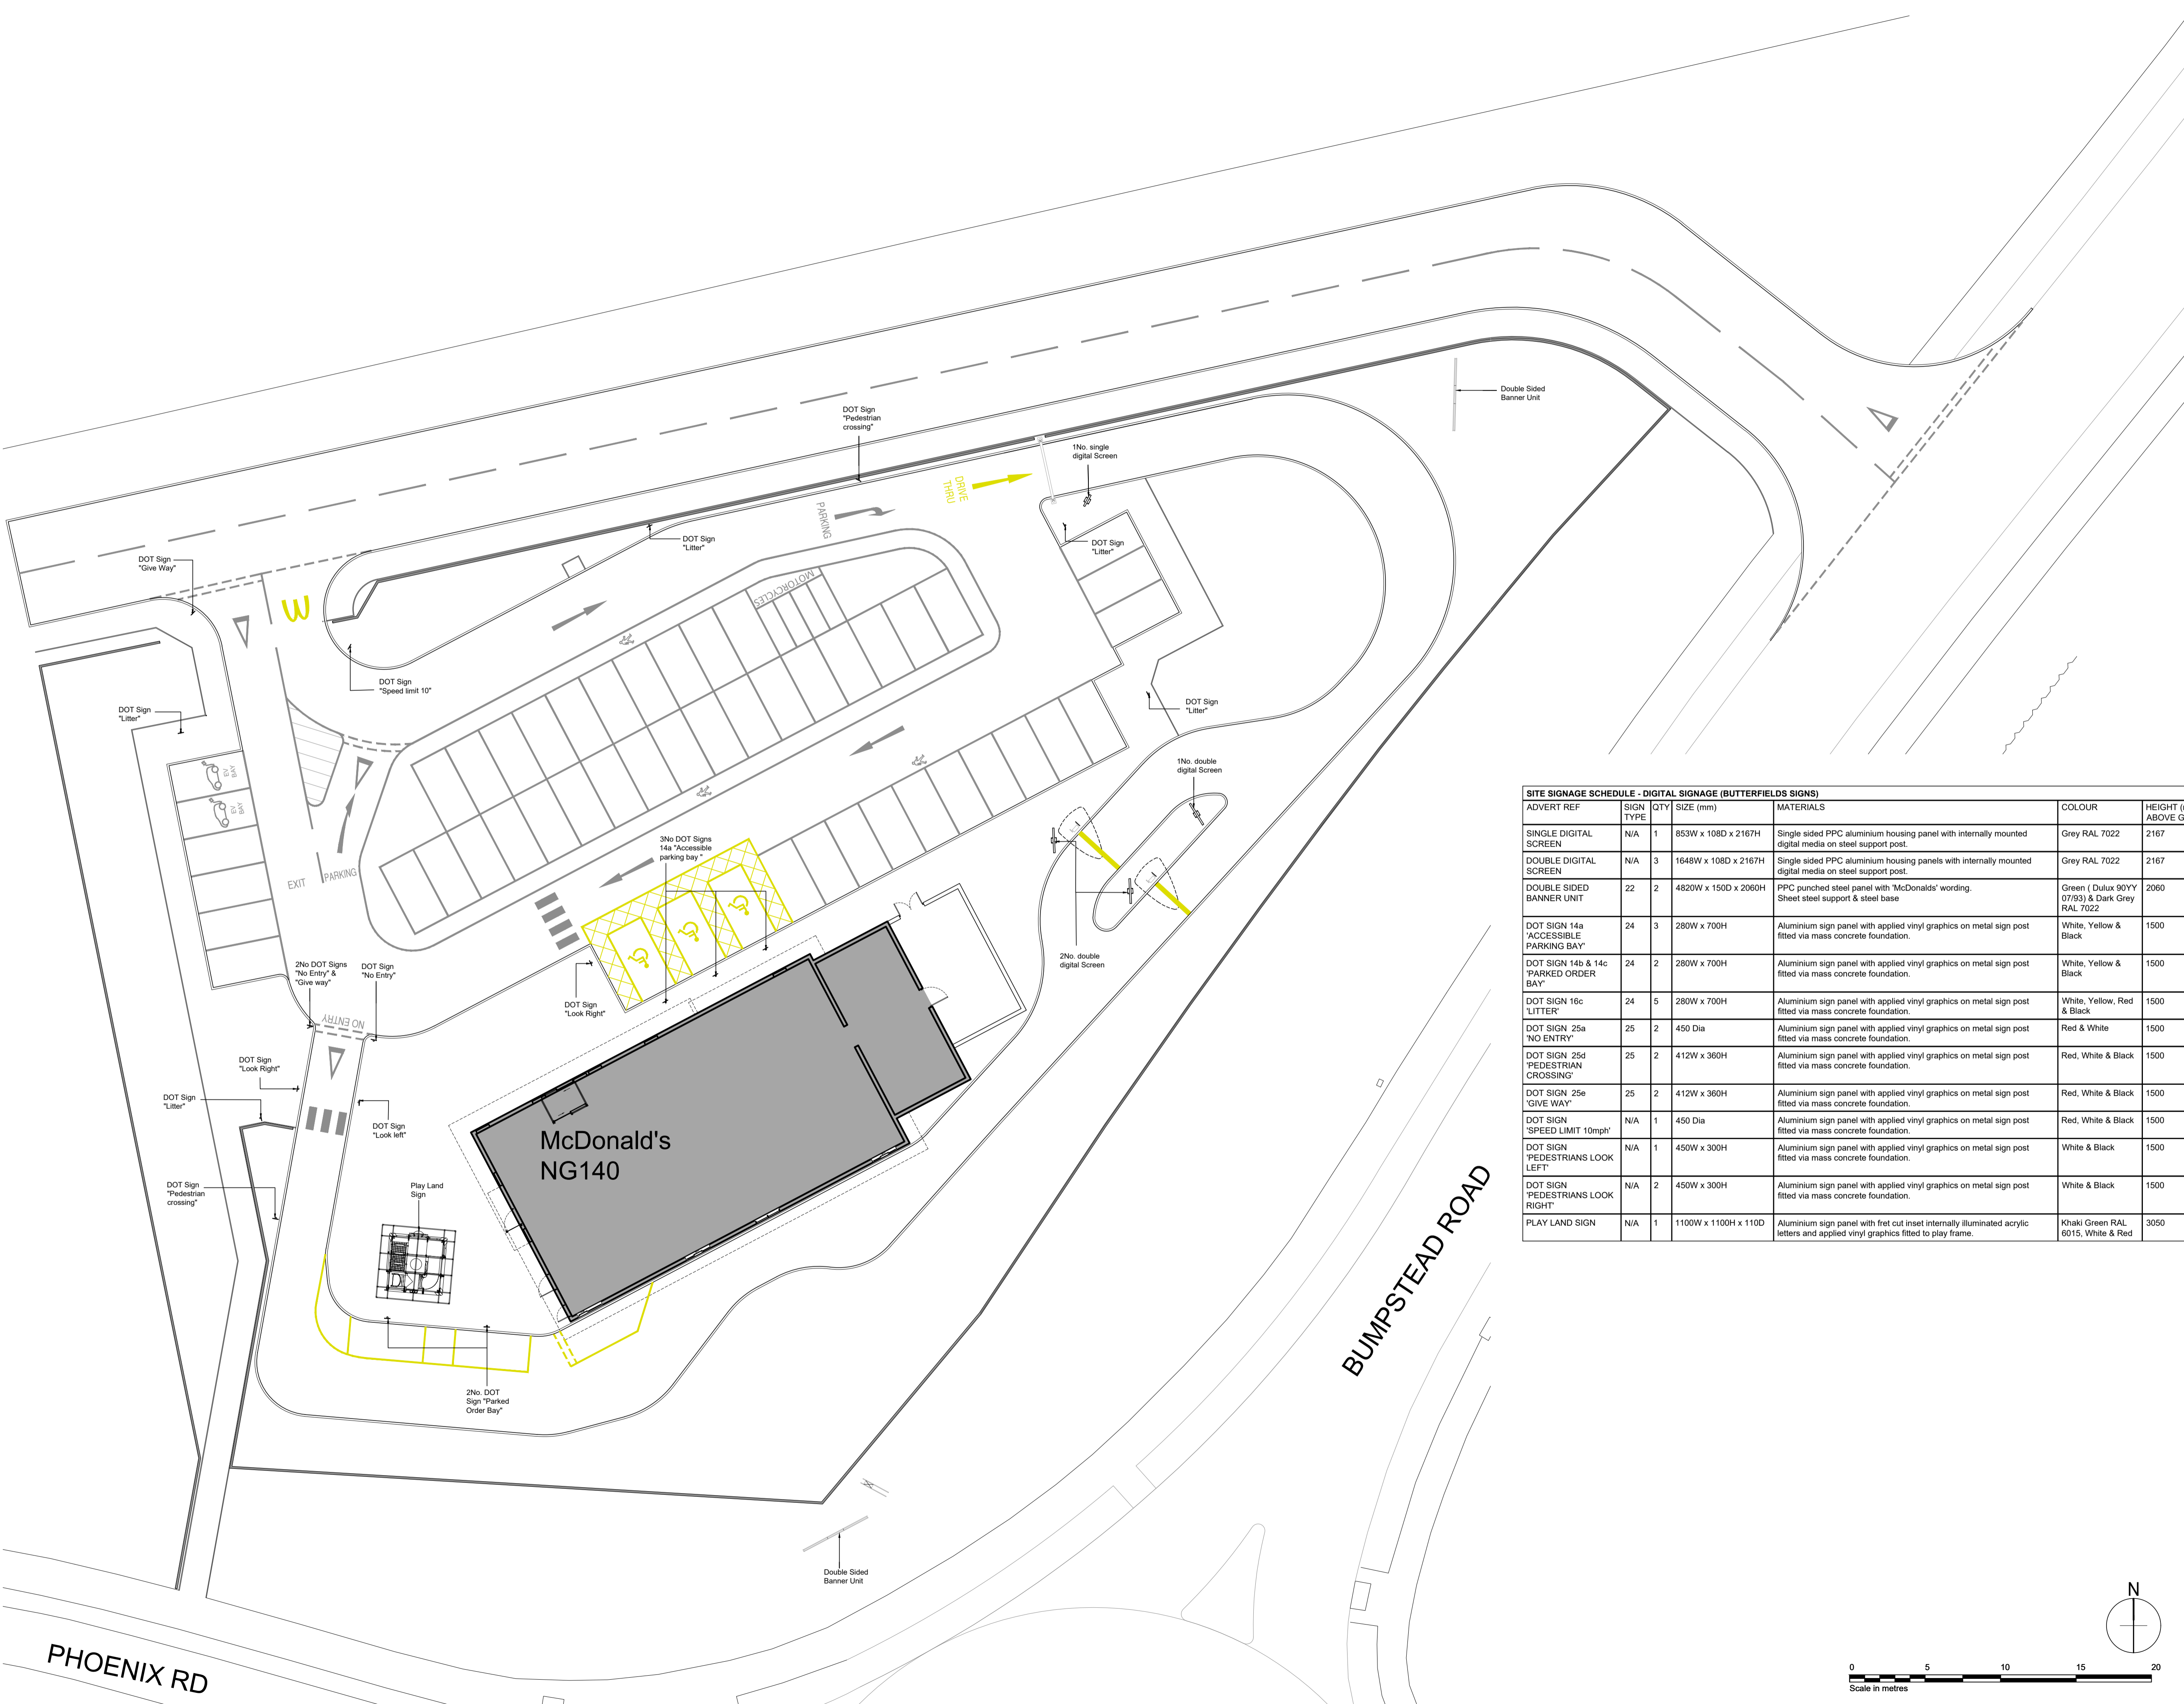 DOT Sign
"Pedestrian
crossing"
Double Sided
Banner Unit
1No. single
digital Screen
DRIVE
THRU
PARKING
DOT Sign
"Litter"
DOT Sign
"Litter"
DOT Sign
"Give Way"
MOTORCYCLES
DOT Sign
"Speed limit 10"
DOT Sign
"Litter"
DOT Sign
"Litter"
EV
BAY
EV
BAY
1No. double
digital Screen
3No DOT Signs
14a "Accessible
parking bay "
EXIT
PARKING
2No. double
digital Screen
2No DOT Signs
"No Entry" &
"Give way"
DOT Sign
"No Entry"
NO ENTRY
DOT Sign
"Look Right"
DOT Sign
"Look Right"
DOT Sign
"Litter"
DOT Sign
"Look left"
McDonald's
NG140
DOT Sign
"Pedestrian
crossing"
Play Land
Sign
2No. DOT
Sign "Parked
Order Bay"
BUMPSTEAD ROAD
Double Sided
Banner Unit
PHOENIX RD
SITE SIGNAGE SCHEDULE - DIGITAL SIGNAGE (BUTTERFIELDS SIGNS)
ADVERT REF SIGN TYPE QTY SIZE (mm) MATERIALS COLOUR HEIGHT ( ABOVE G
SINGLE DIGITAL SCREEN N/A 1 853W x 108D x 2167H Single sided PPC aluminium housing panel with internally mounted digital media on steel support post. Grey RAL 7022 2167
DOUBLE DIGITAL SCREEN N/A 3 1648W x 108D x 2167H Single sided PPC aluminium housing panels with internally mounted digital media on steel support post. Grey RAL 7022 2167
DOUBLE SIDED BANNER UNIT 22 2 4820W x 150D x 2060H PPC punched steel panel with 'McDonalds' wording. Sheet steel support & steel base Green ( Dulux 90YY 07/93) & Dark Grey RAL 7022 2060
DOT SIGN 14a 'ACCESSIBLE PARKING BAY' 24 3 280W x 700H Aluminium sign panel with applied vinyl graphics on metal sign post fitted via mass concrete foundation. White, Yellow & Black 1500
DOT SIGN 14b & 14c 'PARKED ORDER BAY' 24 2 280W x 700H Aluminium sign panel with applied vinyl graphics on metal sign post fitted via mass concrete foundation. White, Yellow & Black 1500
DOT SIGN 16c 'LITTER' 24 5 280W x 700H Aluminium sign panel with applied vinyl graphics on metal sign post fitted via mass concrete foundation. White, Yellow, Red & Black 1500
DOT SIGN 25a 'NO ENTRY' 25 2 450 Dia Aluminium sign panel with applied vinyl graphics on metal sign post fitted via mass concrete foundation. Red & White 1500
DOT SIGN 25d 'PEDESTRIAN CROSSING' 25 2 412W x 360H Aluminium sign panel with applied vinyl graphics on metal sign post fitted via mass concrete foundation. Red, White & Black 1500
DOT SIGN 25e 'GIVE WAY' 25 2 412W x 360H Aluminium sign panel with applied vinyl graphics on metal sign post fitted via mass concrete foundation. Red, White & Black 1500
DOT SIGN 'SPEED LIMIT 10mph' N/A 1 450 Dia Aluminium sign panel with applied vinyl graphics on metal sign post fitted via mass concrete foundation. Red, White & Black 1500
DOT SIGN 'PEDESTRIANS LOOK LEFT' N/A 1 450W x 300H Aluminium sign panel with applied vinyl graphics on metal sign post fitted via mass concrete foundation. White & Black 1500
DOT SIGN 'PEDESTRIANS LOOK RIGHT' N/A 2 450W x 300H Aluminium sign panel with applied vinyl graphics on metal sign post fitted via mass concrete foundation. White & Black 1500
PLAY LAND SIGN N/A 1 1100W x 1100H x 110D Aluminium sign panel with fret cut inset internally illuminated acrylic letters and applied vinyl graphics fitted to play frame. Khaki Green RAL 6015, White & Red 3050
N
0 5 10 15 20
Scale in metres